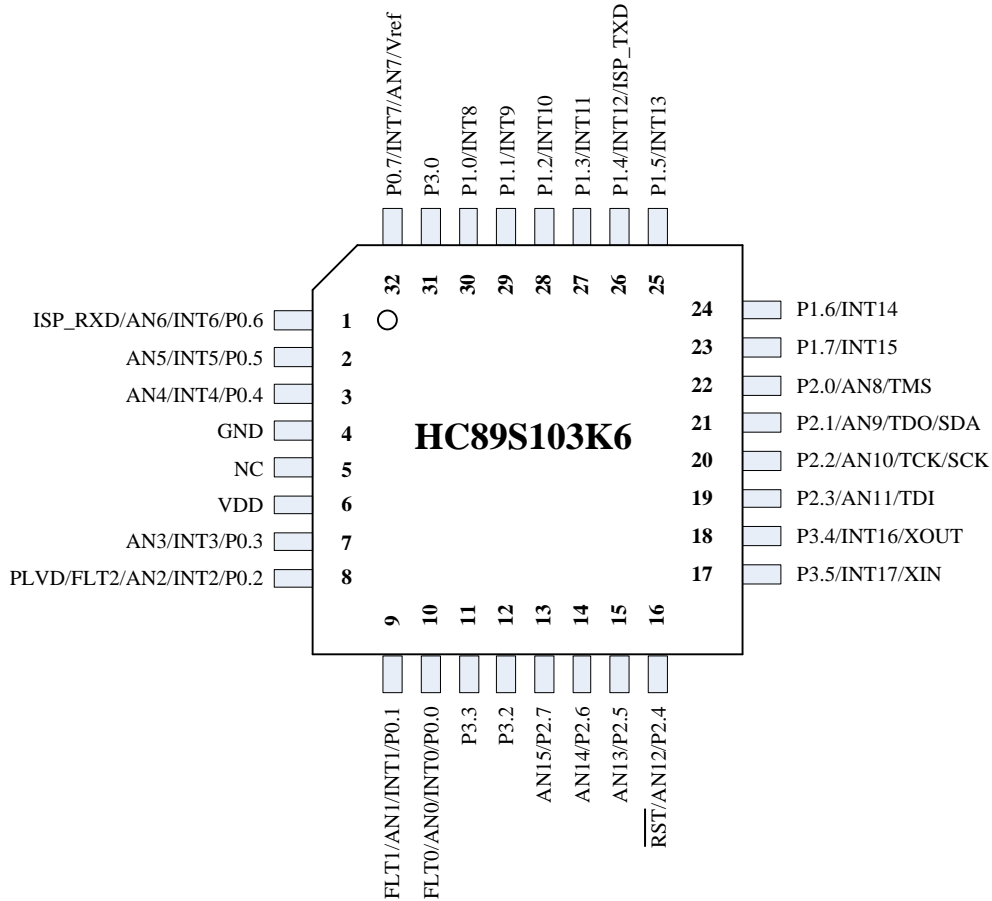 P0.7/INT7/AN7/Vref
P3.0
P1.0/INT8
P1.1/INT9
P1.2/INT10
P1.3/INT11
P1.4/INT12/ISP_TXD
P1.5/INT13
32
31
30
29
28
27
26
25
ISP_RXD/AN6/INT6/P0.6
1
AN5/INT5/P0.5
2
AN4/INT4/P0.4
3
GND
4
NC
5
VDD
6
AN3/INT3/P0.3
7
PLVD/FLT2/AN2/INT2/P0.2
8
HC89S103K6
24
P1.6/INT14
23
P1.7/INT15
22
P2.0/AN8/TMS
21
P2.1/AN9/TDO/SDA
20
P2.2/AN10/TCK/SCK
19
P2.3/AN11/TDI
18
P3.4/INT16/XOUT
17
P3.5/INT17/XIN
9
10
11
12
13
14
15
16
FLT1/AN1/INT1/P0.1
FLT0/AN0/INT0/P0.0
P3.3
P3.2
AN15/P2.7
AN14/P2.6
AN13/P2.5
RST/AN12/P2.4